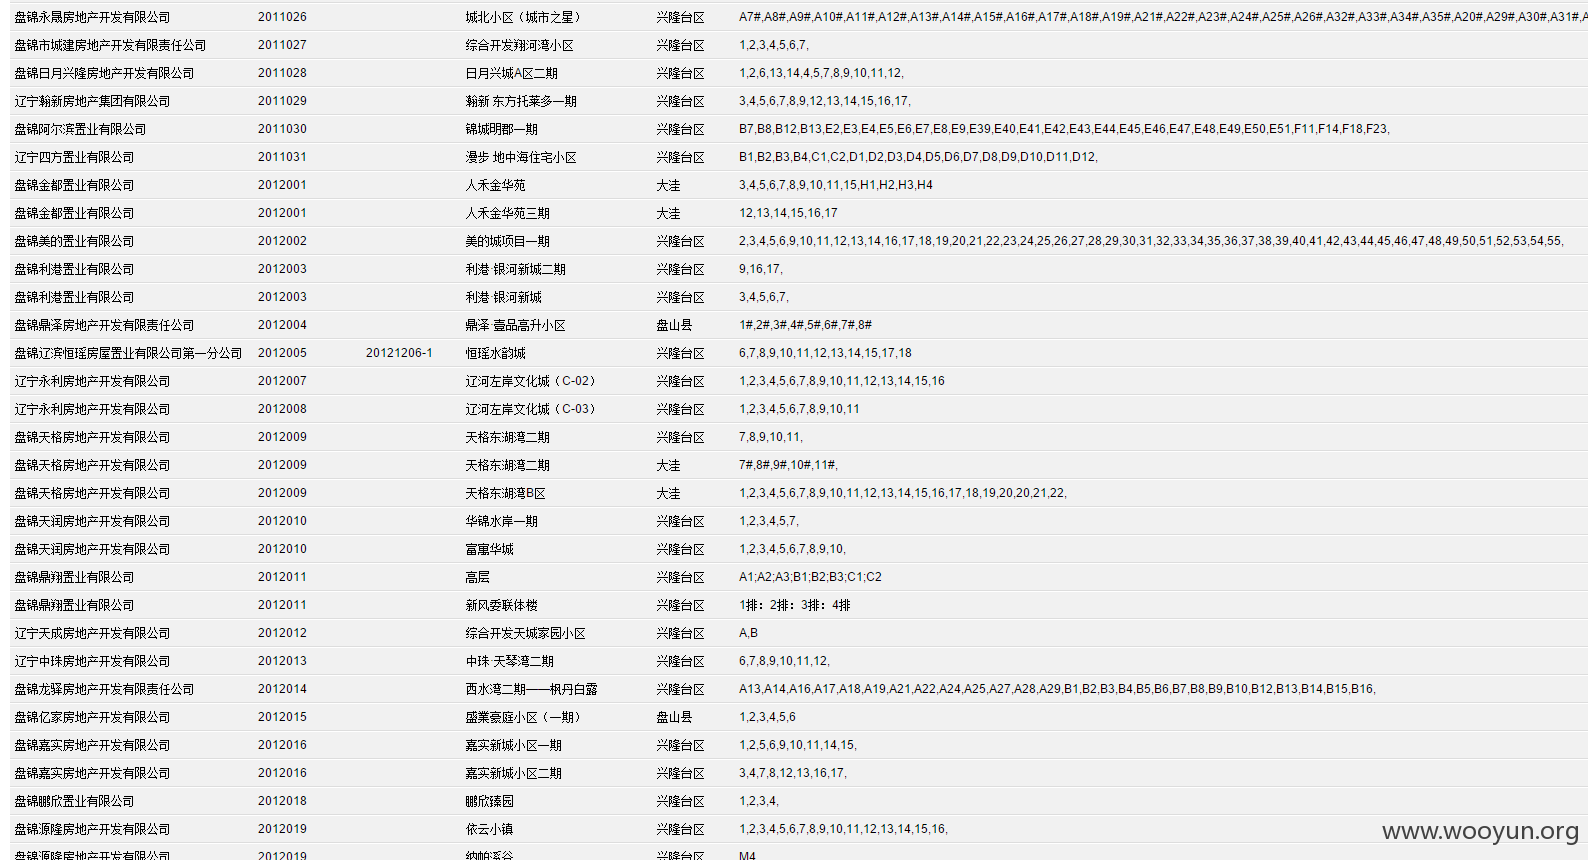 盘锦永晟房地产开发有限公司 2011026 城北小区（城市之星） 兴隆台区 A7#,A8#,A9#,A10#,A11#,A12#,A13#,A14#,A15#,A16#,A17#,A18#,A19#,A21#,A22#,A23#,A24#,A25#,A26#,A32#,A33#,A34#,A35#,A20#,A29#,A30#,A31#,A
盘锦市城建房地产开发有限责任公司 2011027 综合开发翔河湾小区 兴隆台区 1,2,3,4,5,6,7,
盘锦日月兴隆房地产开发有限公司 2011028 日月兴城A区二期 兴隆台区 1,2,6,13,14,4,5,7,8,9,10,11,12,
辽宁瀚新房地产集团有限公司 2011029 瀚新·东方托莱多一期 兴隆台区 3,4,5,6,7,8,9,12,13,14,15,16,17,
盘锦阿尔滨置业有限公司 2011030 锦城明郡一期 兴隆台区 B7,B8,B12,B13,E2,E3,E4,E5,E6,E7,E8,E9,E39,E40,E41,E42,E43,E44,E45,E46,E47,E48,E49,E50,E51,F11,F14,F18,F23,
辽宁四方置业有限公司 2011031 漫步·地中海住宅小区 兴隆台区 B1,B2,B3,B4,C1,C2,D1,D2,D3,D4,D5,D6,D7,D8,D9,D10,D11,D12,
盘锦金都置业有限公司 2012001 人禾金华苑 大洼 3,4,5,6,7,8,9,10,11,15,H1,H2,H3,H4
盘锦金都置业有限公司 2012001 人禾金华苑三期 大洼 12,13,14,15,16,17
盘锦美的置业有限公司 2012002 美的城项目一期 兴隆台区 2,3,4,5,6,9,10,11,12,13,14,16,17,18,19,20,21,22,23,24,25,26,27,28,29,30,31,32,33,34,35,36,37,38,39,40,41,42,43,44,45,46,47,48,49,50,51,52,53,54,55,
盘锦利港置业有限公司 2012003 利港·银河新城二期 兴隆台区 9,16,17,
盘锦利港置业有限公司 2012003 利港·银河新城 兴隆台区 3,4,5,6,7,
盘锦鼎泽房地产开发有限责任公司 2012004 鼎泽·壹品高升小区 盘山县 1#,2#,3#,4#,5#,6#,7#,8#
盘锦辽滨恒瑶房屋置业有限公司第一分公司 2012005 20121206-1 恒瑶水韵城 兴隆台区 6,7,8,9,10,11,12,13,14,15,17,18
辽宁永利房地产开发有限公司 2012007 辽河左岸文化城（C-02） 兴隆台区 1,2,3,4,5,6,7,8,9,10,11,12,13,14,15,16
辽宁永利房地产开发有限公司 2012008 辽河左岸文化城（C-03） 兴隆台区 1,2,3,4,5,6,7,8,9,10,11
盘锦天格房地产开发有限公司 2012009 天格东湖湾二期 兴隆台区 7,8,9,10,11,
盘锦天格房地产开发有限公司 2012009 天格东湖湾二期 大洼 7#,8#,9#,10#,11#,
盘锦天格房地产开发有限公司 2012009 天格东湖湾B区 大洼 1,2,3,4,5,6,7,8,9,10,11,12,13,14,15,16,17,18,19,20,20,21,22,
盘锦天润房地产开发有限公司 2012010 华锦水岸一期 兴隆台区 1,2,3,4,5,7,
盘锦天润房地产开发有限公司 2012010 富寓华城 兴隆台区 1,2,3,4,5,6,7,8,9,10,
盘锦鼎翔置业有限公司 2012011 高层 兴隆台区 A1;A2;A3;B1;B2;B3;C1;C2
盘锦鼎翔置业有限公司 2012011 新风委联体楼 兴隆台区 1排：2排：3排：4排
辽宁天成房地产开发有限公司 2012012 综合开发天城家园小区 兴隆台区 A,B
辽宁中珠房地产开发有限公司 2012013 中珠·天琴湾二期 兴隆台区 6,7,8,9,10,11,12,
盘锦龙驿房地产开发有限责任公司 2012014 西水湾二期——枫丹白露 兴隆台区 A13,A14,A16,A17,A18,A19,A21,A22,A24,A25,A27,A28,A29,B1,B2,B3,B4,B5,B6,B7,B8,B9,B10,B12,B13,B14,B15,B16,
盘锦亿家房地产开发有限公司 2012015 盛業豪庭小区（一期） 盘山县 1,2,3,4,5,6
盘锦嘉实房地产开发有限公司 2012016 嘉实新城小区一期 兴隆台区 1,2,5,6,9,10,11,14,15,
盘锦嘉实房地产开发有限公司 2012016 嘉实新城小区二期 兴隆台区 3,4,7,8,12,13,16,17,
盘锦鹏欣置业有限公司 2012018 鹏欣臻园 兴隆台区 1,2,3,4,
盘锦源隆房地产开发有限公司 2012019 依云小镇 兴隆台区 1,2,3,4,5,6,7,8,9,10,11,12,13,14,15,16,
www.wooyun.org
盘锦源隆房地产开发有限公司 2012019 纳帕溪谷 兴隆台区 M4